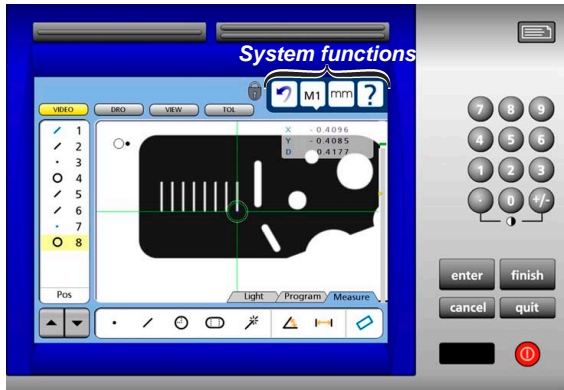 System functions
M1 mm ?
VIDEO DRO VIEW TOL
X - 0.4096
Y - 0.4085
D 0.4177
1
2
3
4
5
6
7
8
Pos
Light Program Measure
7 8 9
4 5 6
1 2 3
. 0 +/-
enter finish
cancel quit